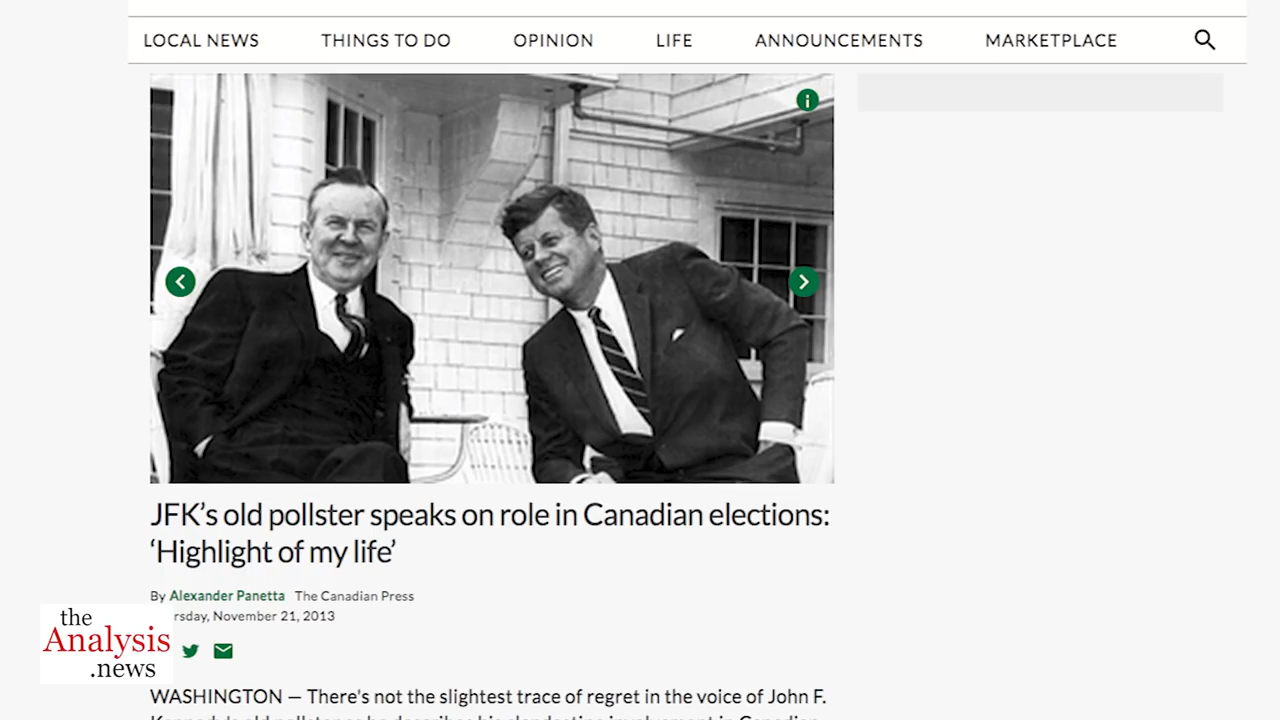 LOCAL NEWS THINGS TO DO OPINION LIFE ANNOUNCEMENTS MARKETPLACE
JFK's old pollster speaks on role in Canadian elections:
'Highlight of my life'
By Alexander Panetta The Canadian Press
rsday, November 21, 2013
the
Analysis
.news
WASHINGTON — There's not the slightest trace of regret in the voice of John F.